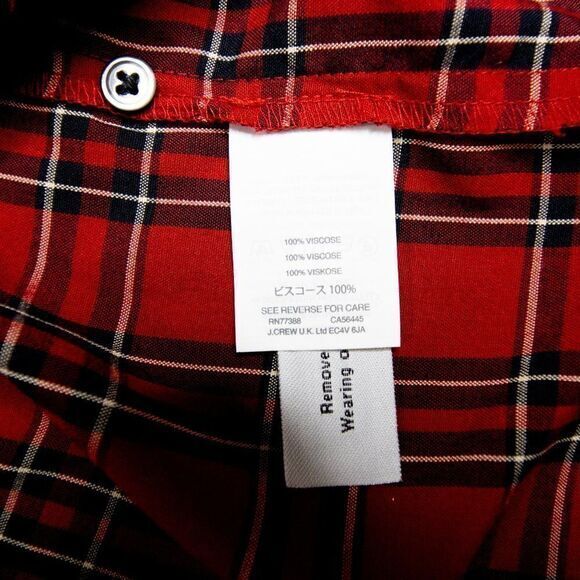 100% VISCOSE
100% VISCOSE
100% VISKOSE
ビスコース 100%
SEE REVERSE FOR CARE
RN77388 CA56445
J.CREW U.K. Ltd EC4V 6JA
Remove
Wearing o